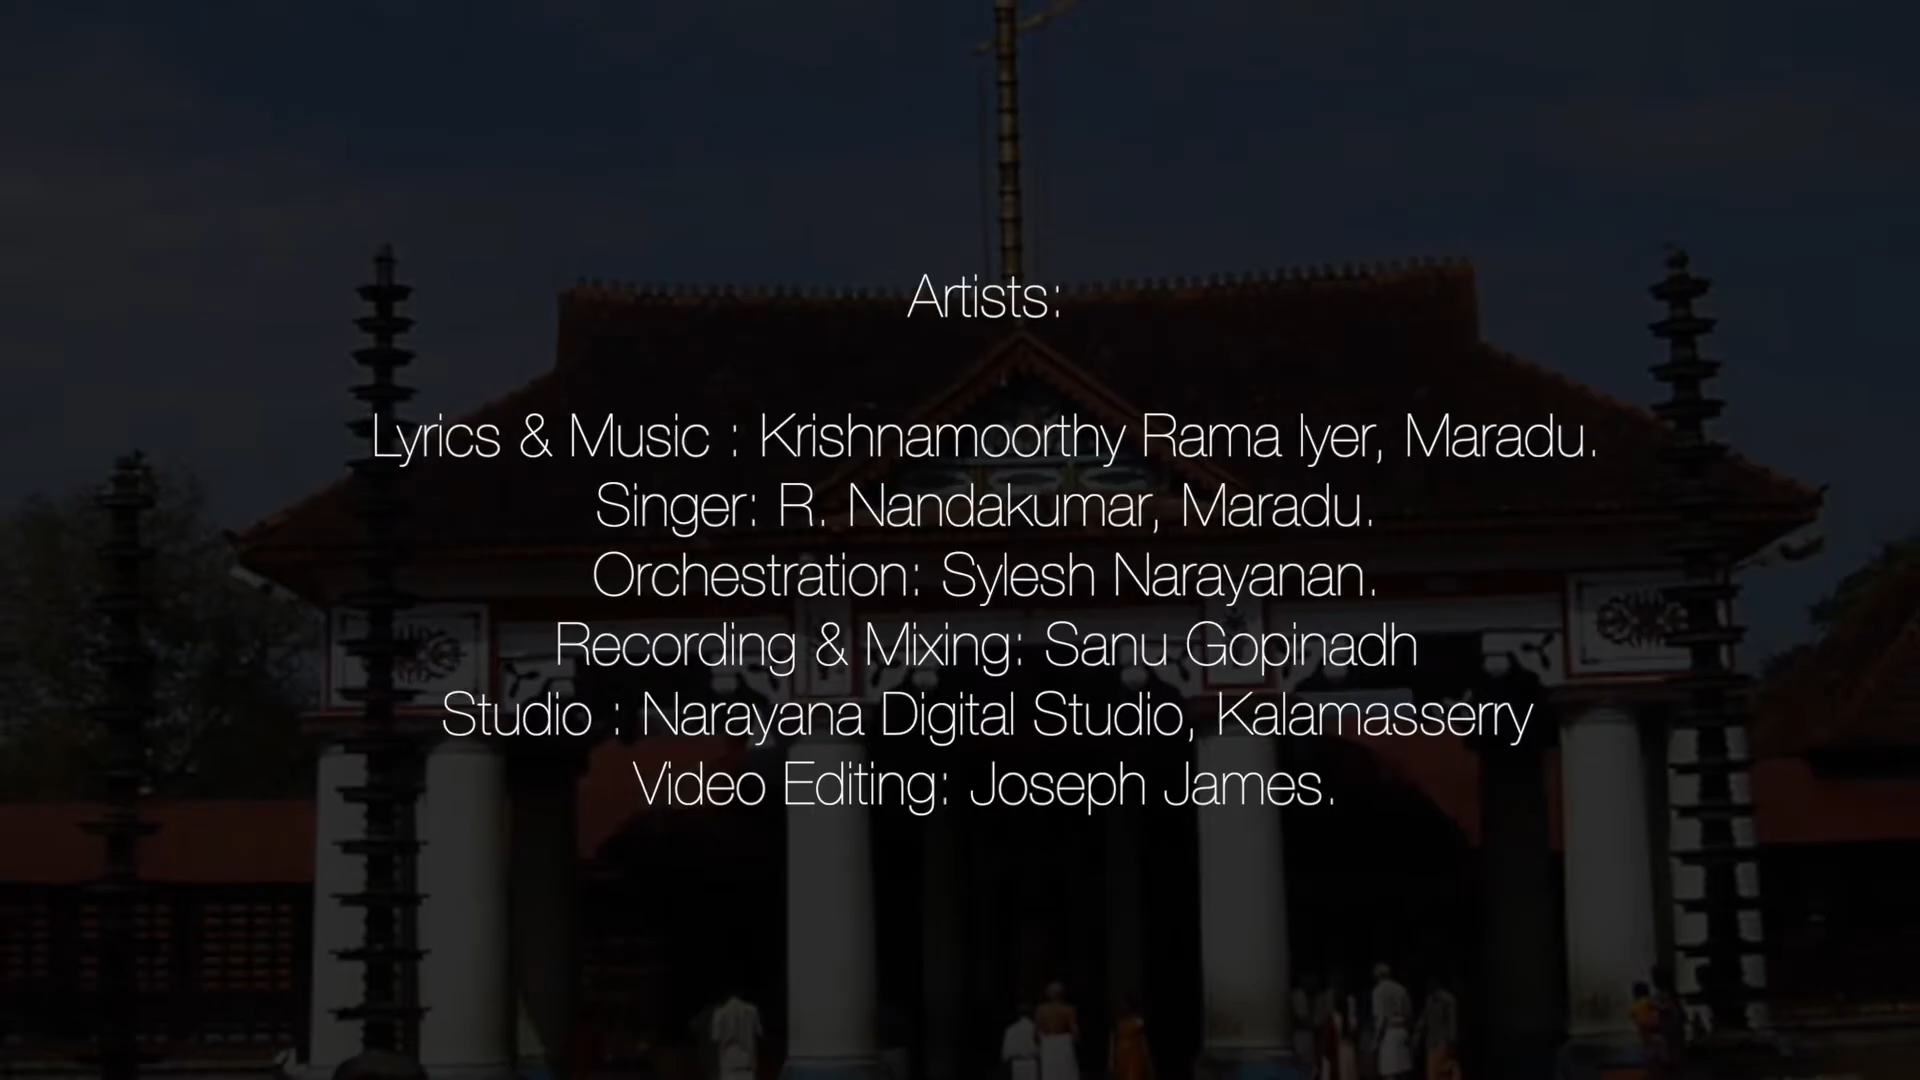 Artists:
Lyrics & Music : Krishnamoorthy Rama Iyer, Maradu.
Singer: R. Nandakumar, Maradu.
Orchestration: Sylesh Narayanan.
Recording & Mixing: Sanu Gopinadh
Studio : Narayana Digital Studio, Kalamasserry
Video Editing: Joseph James.